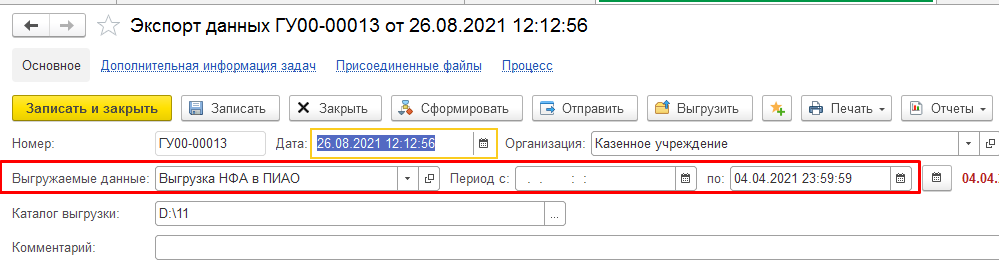 Экспорт данных ГУ00-00013 от 26.08.2021 12:12:56
Основное Дополнительная информация задач Присоединенные файлы Процесс
Записать и закрыть Записать Закрыть Сформировать Отправить Выгрузить Печать Отчеты
Номер: ГУ00-00013 Дата: 26.08.2021 12:12:56 Организация: Казенное учреждение
Выгружаемые данные: Выгрузка НФА в ПИАО Период с: . . : : по: 04.04.2021 23:59:59 04.04.
Каталог выгрузки: D:\11 ...
Комментарий: